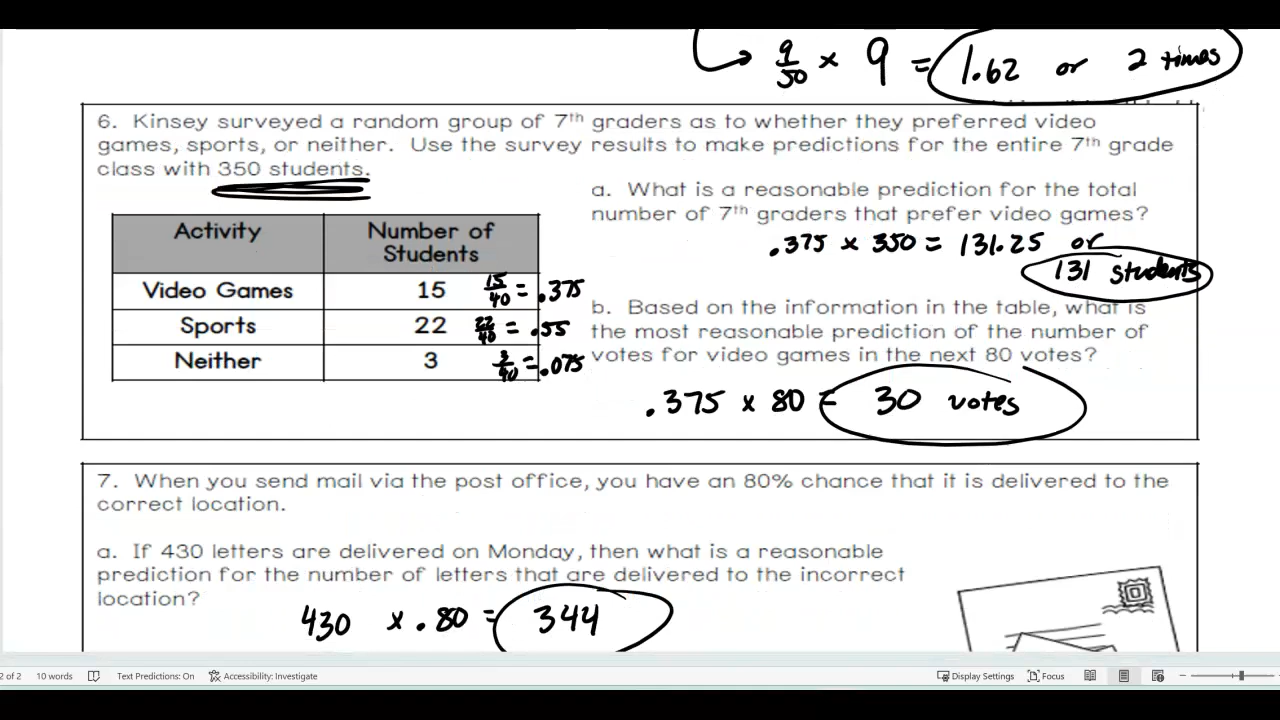 9/50 x 9 = 1.62 or 2 times
6. Kinsey surveyed a random group of 7th graders as to whether they preferred video
games, sports, or neither. Use the survey results to make predictions for the entire 7th grade
class with 350 students.
a. What is a reasonable prediction for the total
number of 7th graders that prefer video games?
.375 x 350 = 131.25 or
131 students
Activity Number of
Students
Video Games 15 15/40 = .375
Sports 22 22/40 = .55
Neither 3 3/40 = .075
b. Based on the information in the table, what is
the most reasonable prediction of the number of
votes for video games in the next 80 votes?
.375 x 80 = 30 votes
7. When you send mail via the post office, you have an 80% chance that it is delivered to the
correct location.
a. If 430 letters are delivered on Monday, then what is a reasonable
prediction for the number of letters that are delivered to the incorrect
location?
430 x .80 = 344
2 of 2 10 words Text Predictions: On Accessibility: Investigate Display Settings Focus